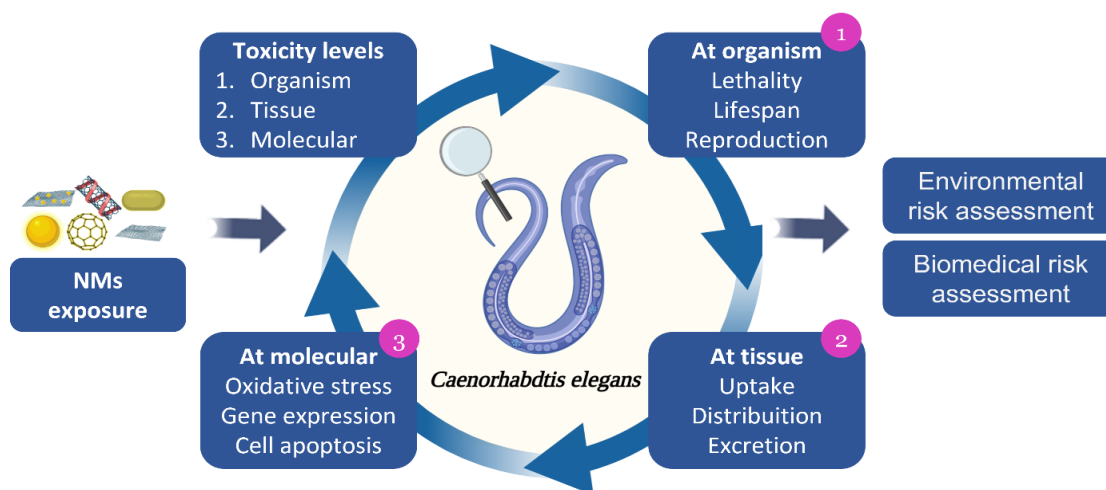 Toxicity levels
1. Organism
2. Tissue
3. Molecular
1
At organism
Lethality
Lifespan
Reproduction
NMs
exposure
3
At molecular
Oxidative stress
Gene expression
Cell apoptosis
Caenorhabdtis elegans
2
At tissue
Uptake
Distribuition
Excretion
Environmental
risk assessment
Biomedical risk
assessment